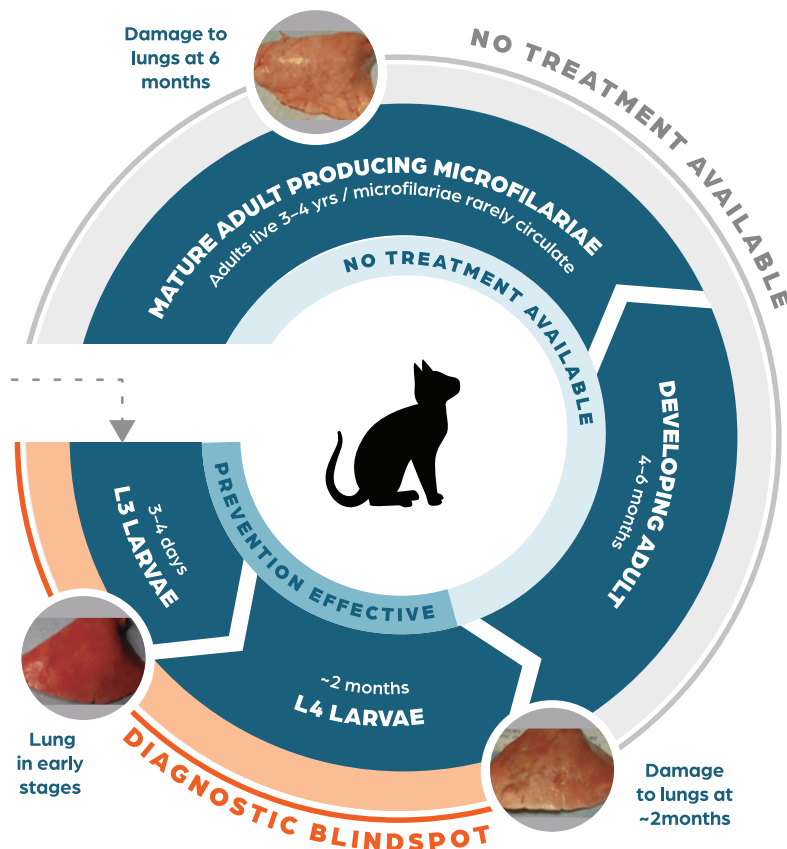 Damage to
lungs at 6
months
NO TREATMENT AVAILABLE
MATURE ADULT PRODUCING MICROFILARIAE
Adults live 3–4 yrs / microfilariae rarely circulate
NO TREATMENT AVAILABLE
DEVELOPING ADULT
4–6 months
L3 LARVAE
3–4 days
PREVENTION EFFECTIVE
~2 months
L4 LARVAE
Lung
in early
stages
DIAGNOSTIC BLINDSPOT
Damage
to lungs at
~2months